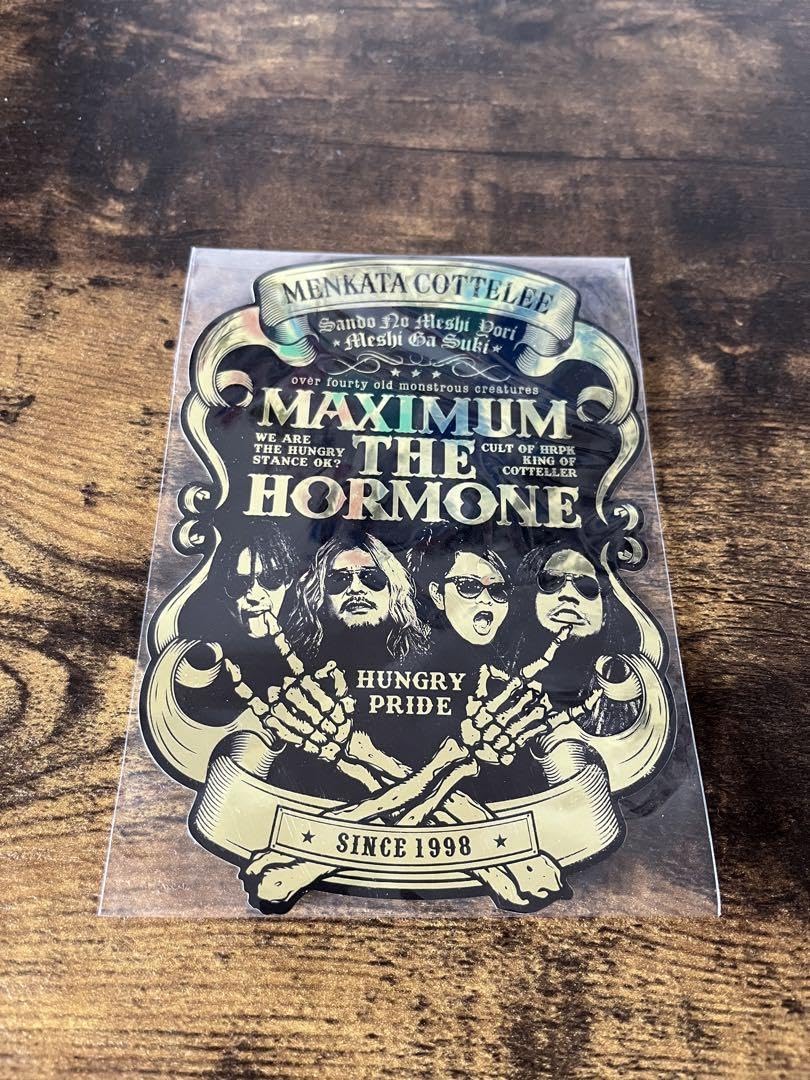 MENKATA COTTELEE
Sando No Meshi Yori
★ Meshi Ga Suki ★
★ ★ ★
over fourty old monstrous creatures
MAXIMUM
WE ARE
THE HUNGRY
STANCE OK?
THE
CULT OF HRPK
KING OF
COTTELLER
HORMONE
HUNGRY
PRIDE
★ SINCE 1998 ★